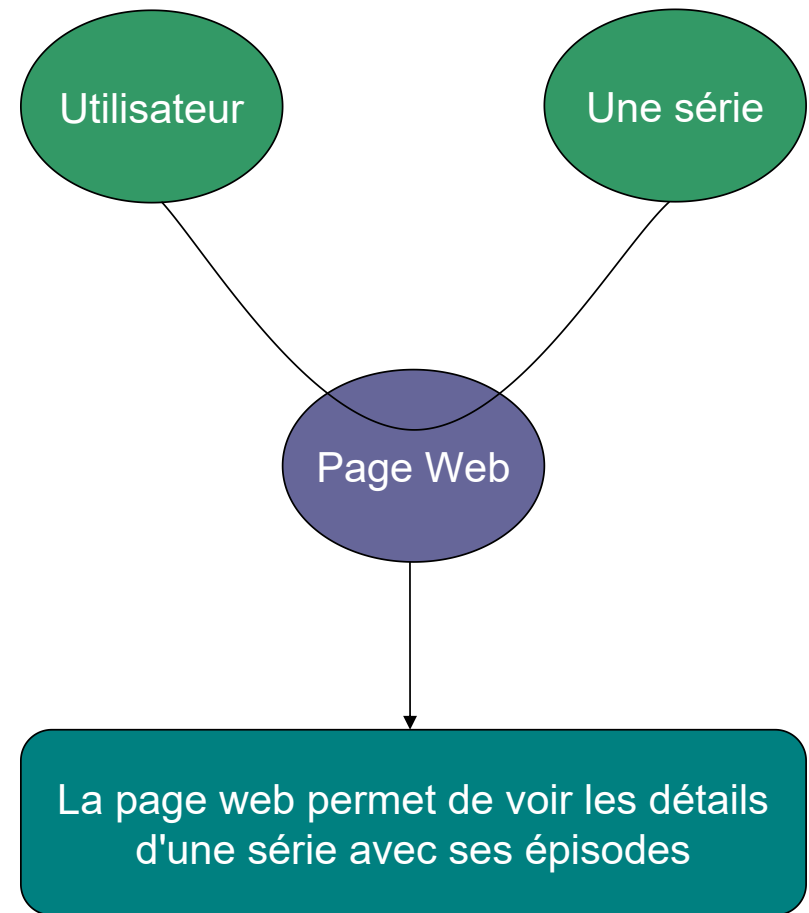 Utilisateur
Une série
Page Web
La page web permet de voir les détails
d'une série avec ses épisodes